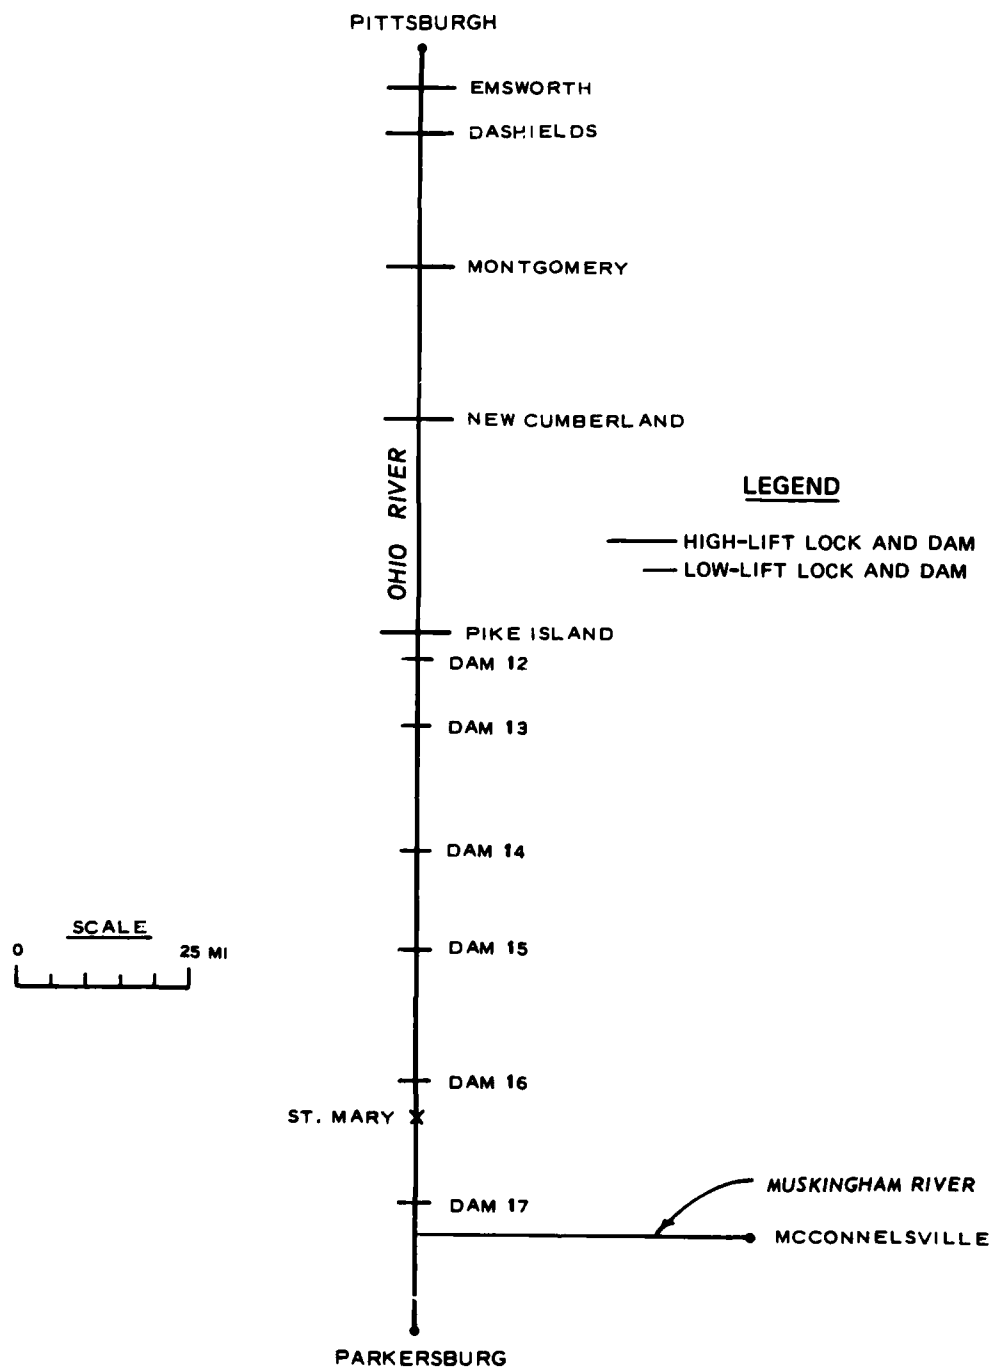 PITTSBURGH
EMSWORTH
DASHIELDS
MONTGOMERY
NEW CUMBERLAND
OHIO RIVER
LEGEND
HIGH-LIFT LOCK AND DAM
LOW-LIFT LOCK AND DAM
PIKE ISLAND
DAM 12
DAM 13
DAM 14
SCALE
0 25 MI
DAM 15
DAM 16
ST. MARY
MUSKINGHAM RIVER
DAM 17
MCCONNELSVILLE
PARKERSBURG